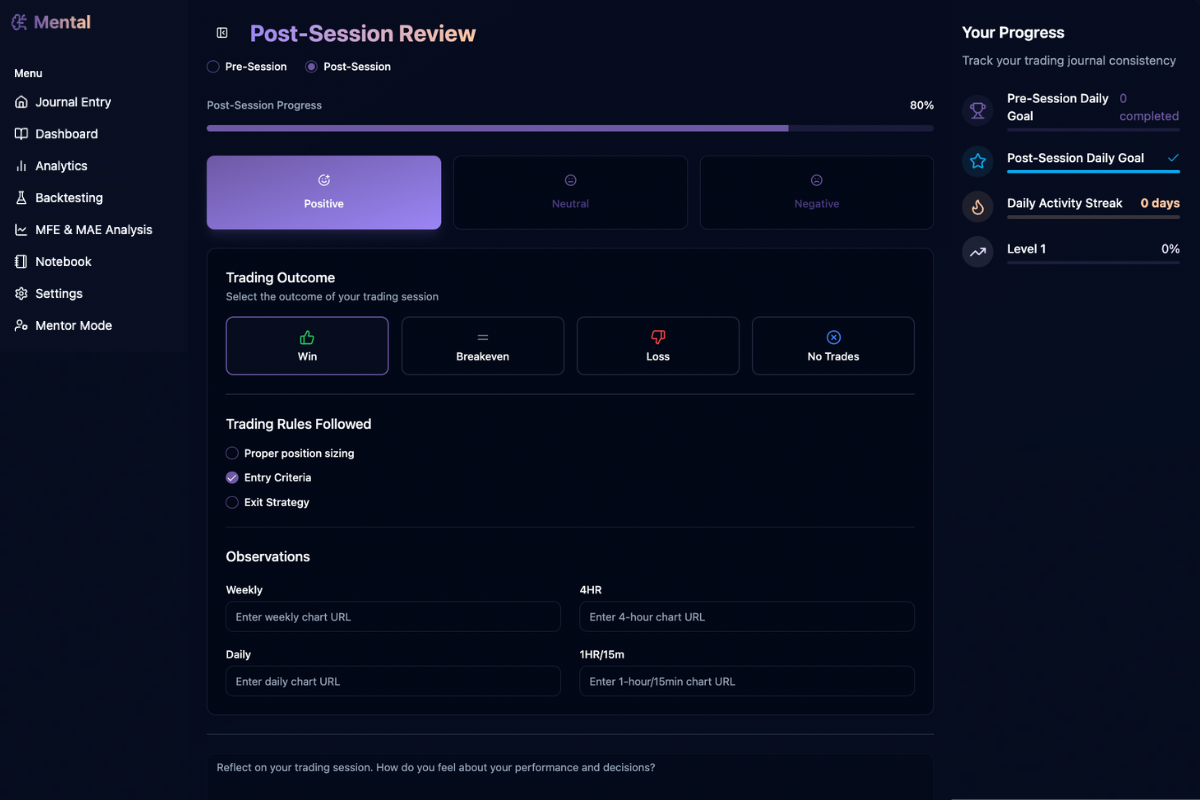 Mental
Menu
Journal Entry
Dashboard
Analytics
Backtesting
MFE & MAE Analysis
Notebook
Settings
Mentor Mode
Post-Session Review
Pre-Session
Post-Session
Post-Session Progress
80%
Positive
Neutral
Negative
Trading Outcome
Select the outcome of your trading session
Win
Breakeven
Loss
No Trades
Trading Rules Followed
Proper position sizing
Entry Criteria
Exit Strategy
Observations
Weekly
Enter weekly chart URL
4HR
Enter 4-hour chart URL
Daily
Enter daily chart URL
1HR/15m
Enter 1-hour/15min chart URL
Reflect on your trading session. How do you feel about your performance and decisions?
Your Progress
Track your trading journal consistency
Pre-Session Daily
Goal
0
completed
Post-Session Daily Goal
Daily Activity Streak
0 days
Level 1
0%